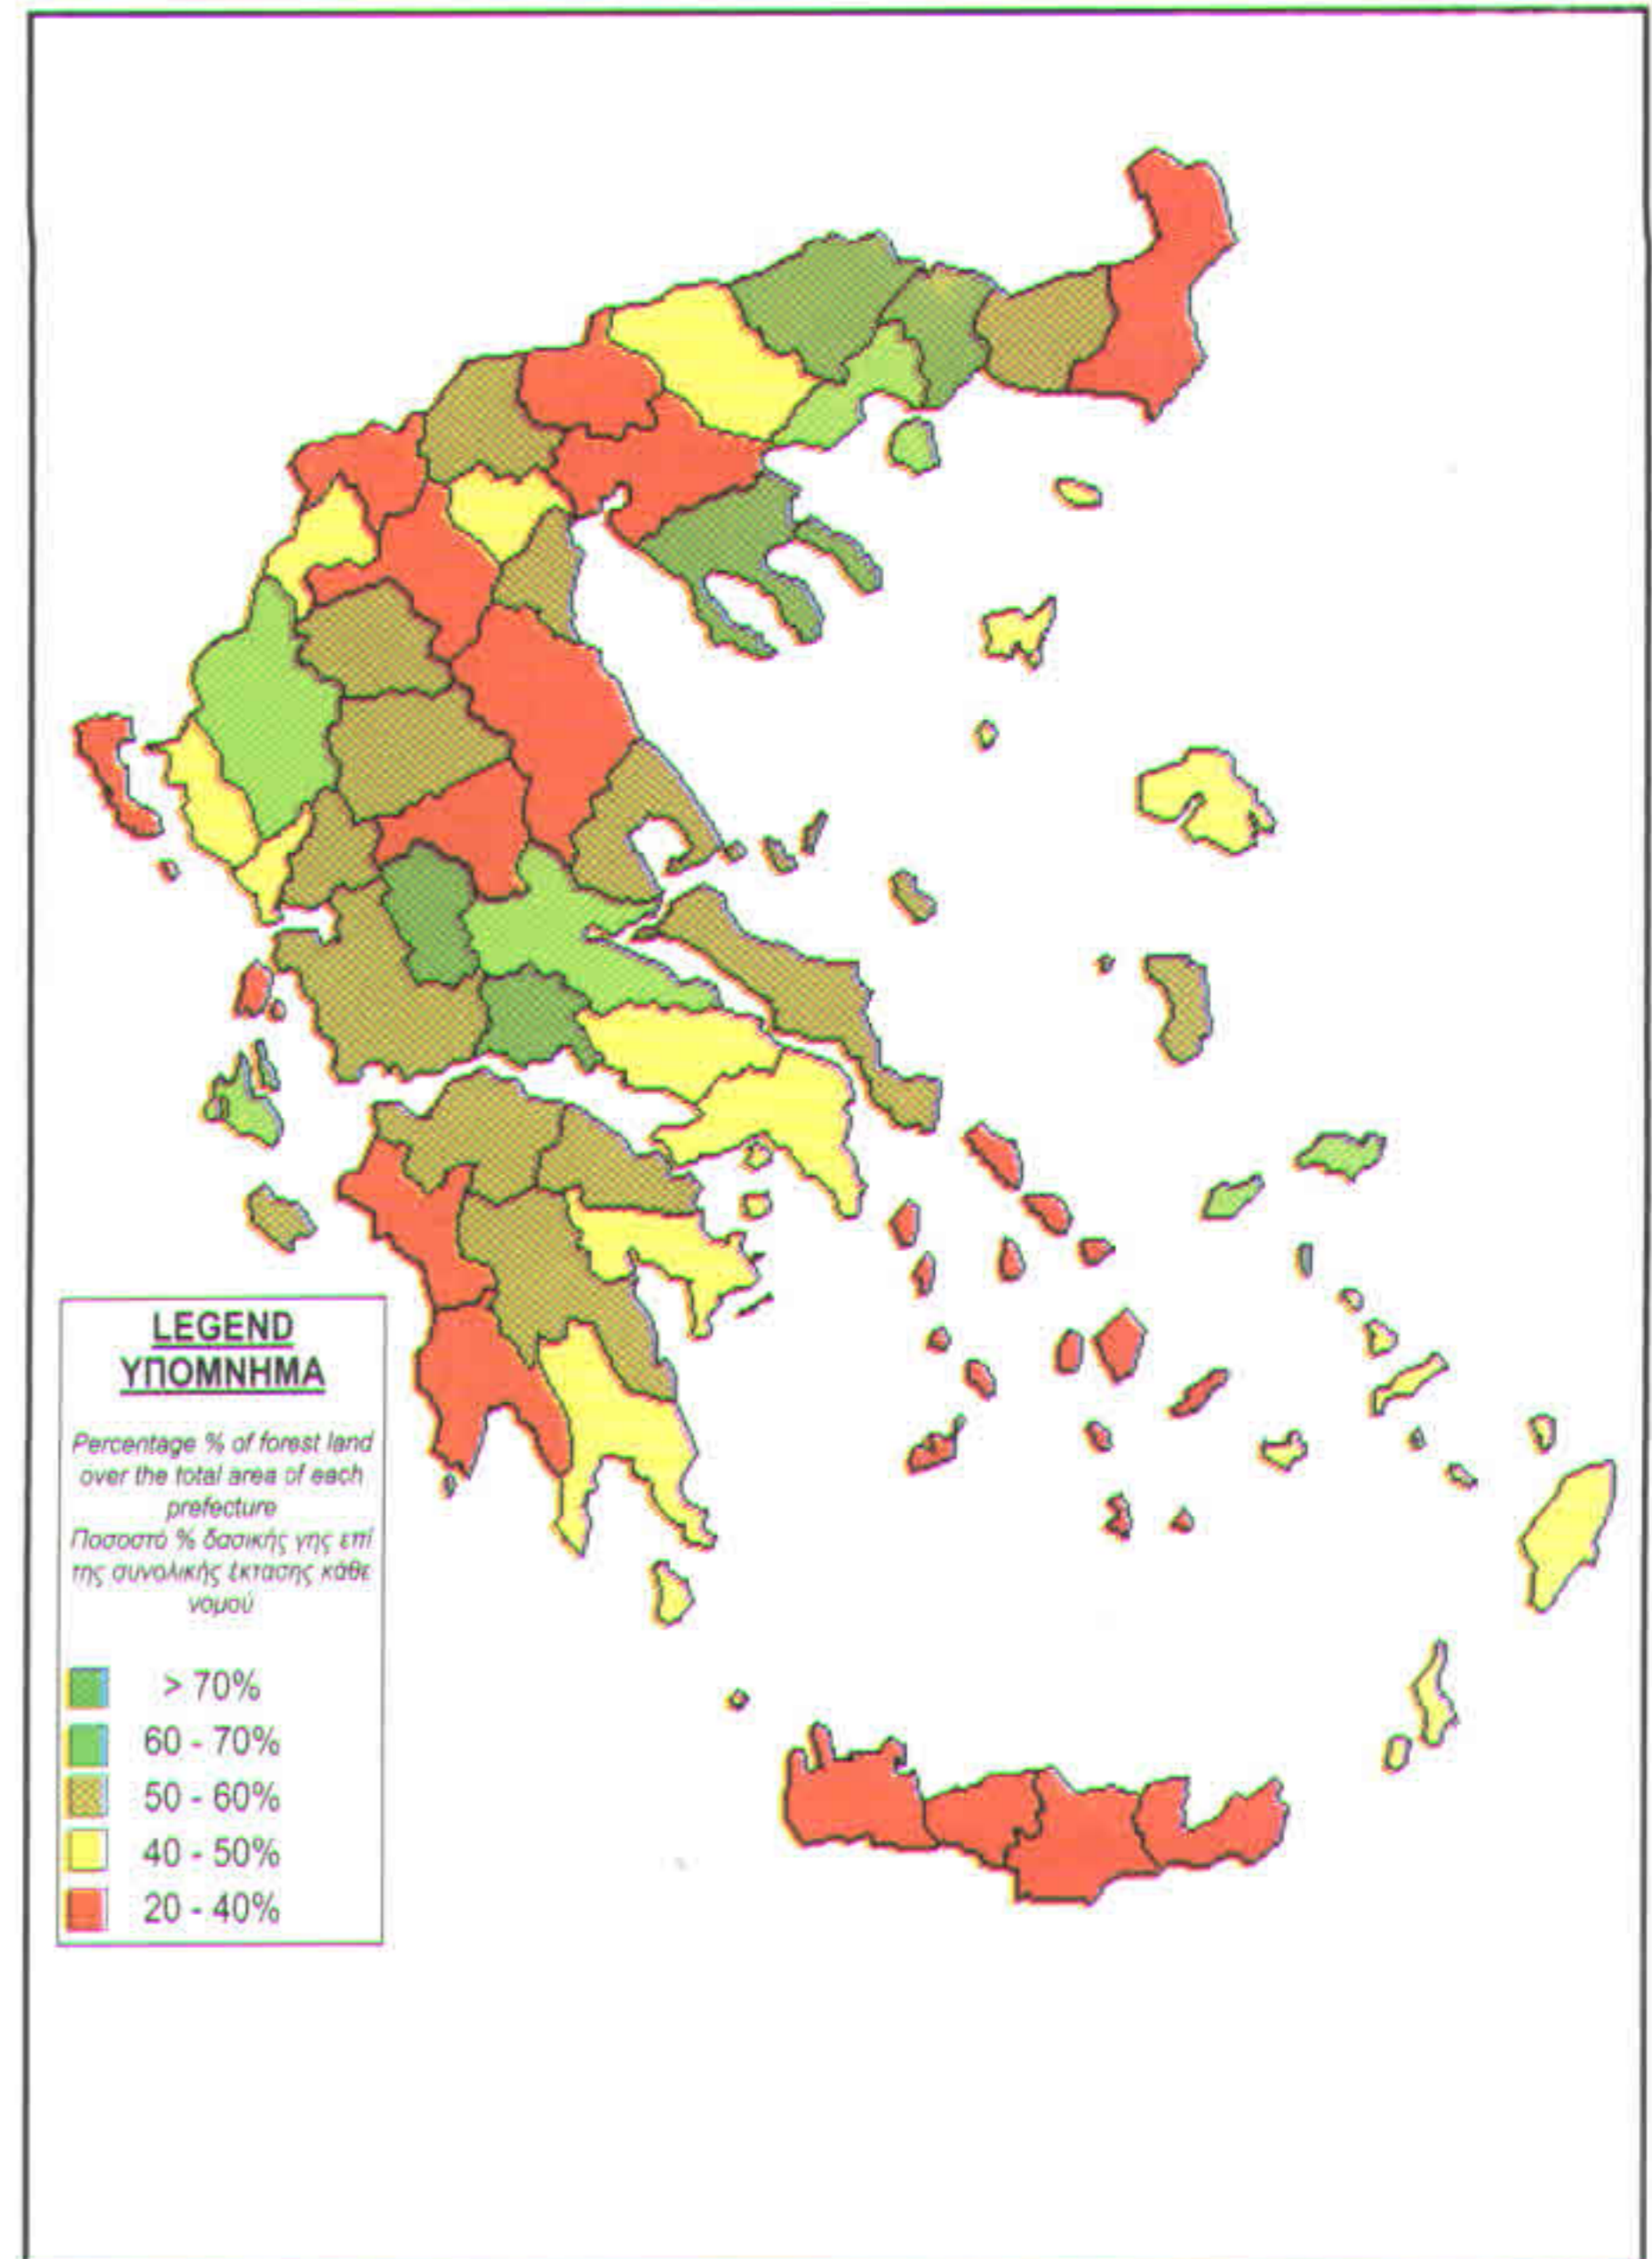 LEGEND
ΥΠΟΜΝΗΜΑ
Percentage % of forest land
over the total area of each
prefecture
Ποσοστό % δασικής γης επί
της συνολικής έκτασης κάθε
νομού
> 70%
60 - 70%
50 - 60%
40 - 50%
20 - 40%